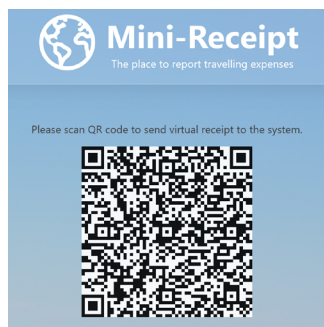 Mini-Receipt
The place to report travelling expenses
Please scan QR code to send virtual receipt to the system.